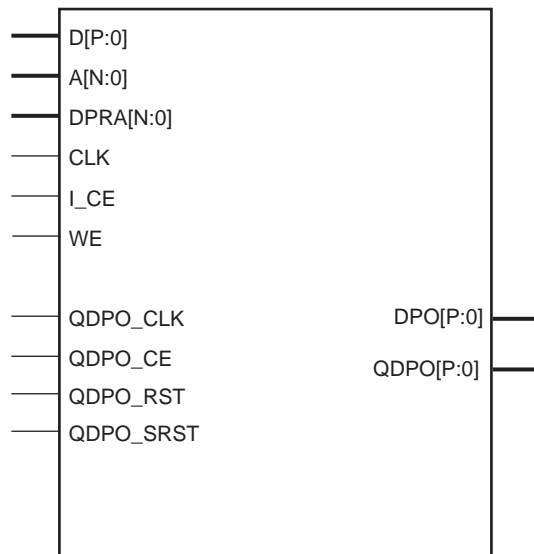 D[P:0]
A[N:0]
DPRA[N:0]
CLK
I_CE
WE
QDPO_CLK
QDPO_CE
QDPO_RST
QDPO_SRST
DPO[P:0]
QDPO[P:0]